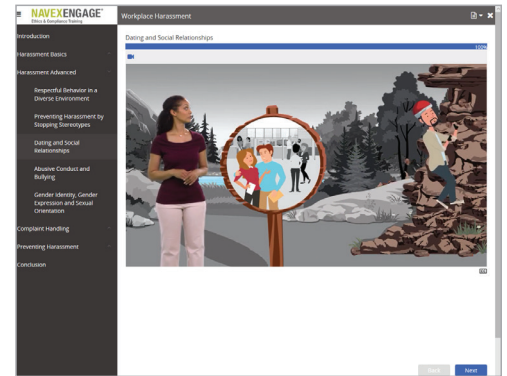 NAVEXENGAGE®
Ethics & Compliance Training
Workplace Harassment
Introduction
Harassment Basics
Harassment Advanced
Respectful Behavior in a
Diverse Environment
Preventing Harassment by
Stopping Stereotypes
Dating and Social
Relationships
Abusive Conduct and
Bullying
Gender Identity, Gender
Expression and Sexual
Orientation
Complaint Handling
Preventing Harassment
Conclusion
Dating and Social Relationships
100%
Back
Next